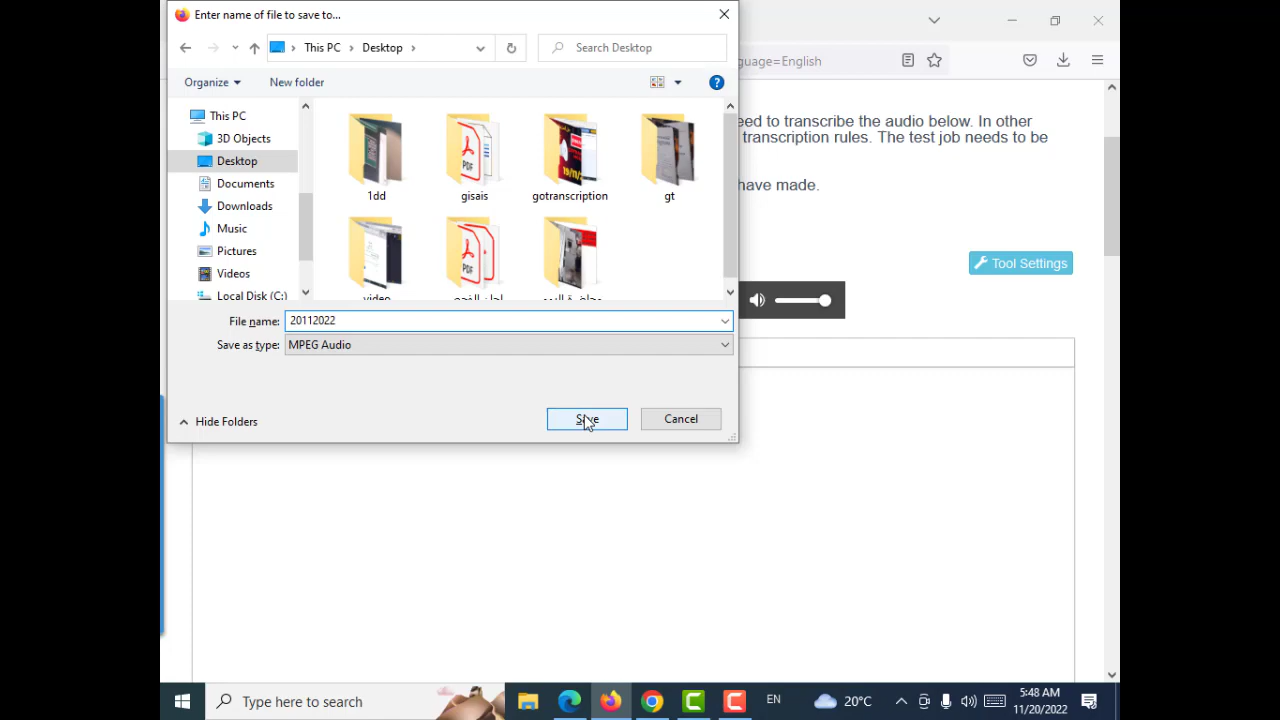 Enter name of file to save to...
This PC
Desktop
Search Desktop
guage=English
Organize
New folder
This PC
3D Objects
Desktop
Documents
Downloads
Music
Pictures
Videos
Local Disk (C:)
1dd
gisais
gotranscription
gt
video
PDF
PDF
File name:
20112022
Save as type:
MPEG Audio
Hide Folders
Save
Cancel
ed to transcribe the audio below. In other
transcription rules. The test job needs to be
have made.
Tool Settings
Type here to search
EN
20°C
5:48 AM
11/20/2022